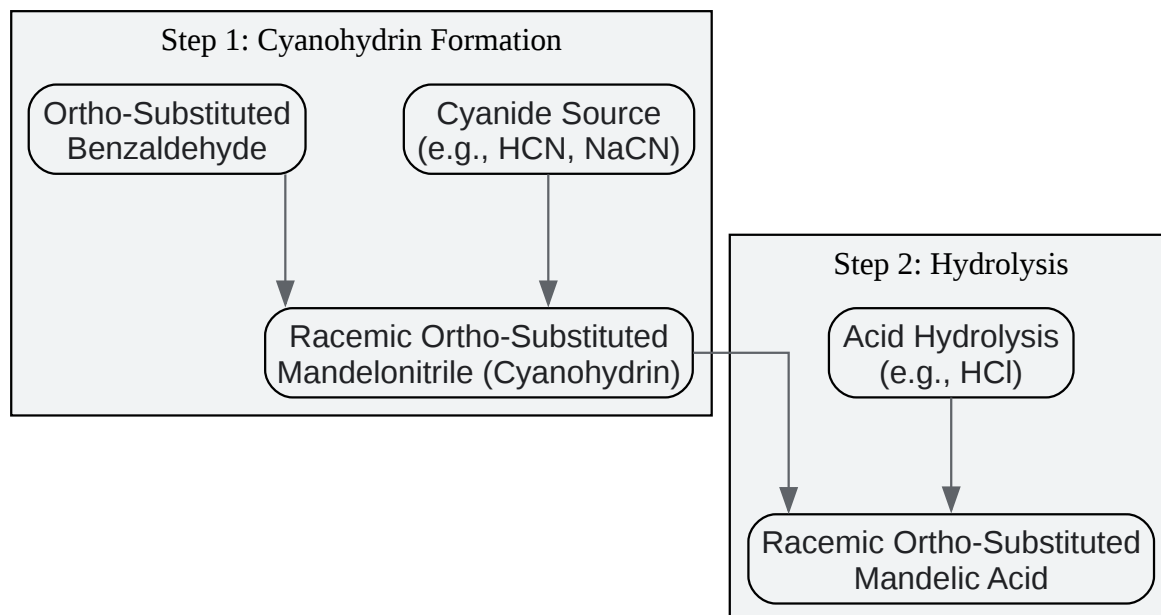 Step 1: Cyanohydrin Formation
Ortho-Substituted
Benzaldehyde
Cyanide Source
(e.g., HCN, NaCN)
Racemic Ortho-Substituted
Mandelonitrile (Cyanohydrin)
Step 2: Hydrolysis
Acid Hydrolysis
(e.g., HCl)
Racemic Ortho-Substituted
Mandelic Acid